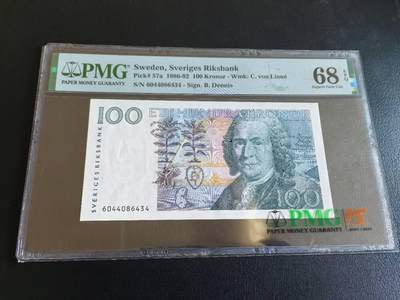 PMG
Sweden, Sveriges Riksbank
Pick# 57a 1986-92 100 Kronor - Wmk: C. von Linné
S/N 6044086434 - Sign. B. Dennis
PAPER MONEY GUARANTY
68 EPQ
Superb Gem Unc
100
SVERIGES RIKSBANK
6044086434
100
PMG
PAPER MONEY GUARANTY